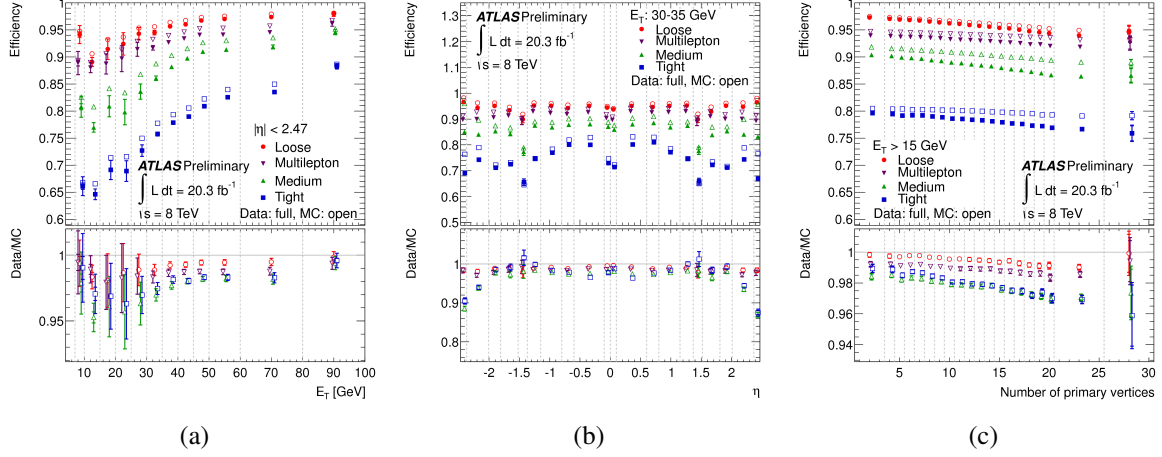 Efficiency
0.95
0.9
0.85
0.8
0.75
0.7
0.65
0.6
|η| < 2.47
Loose
Multilepton
Medium
Tight
Data: full, MC: open
ATLAS Preliminary
∫ L dt = 20.3 fb⁻¹
√s = 8 TeV
Data/MC
1
0.95
10 20 30 40 50 60 70 80 90 100
E_T [GeV]
(a)
Efficiency
1.3
1.2
1.1
1
0.9
0.8
0.7
0.6
0.5
ATLAS Preliminary
∫ L dt = 20.3 fb⁻¹
√s = 8 TeV
E_T: 30-35 GeV
Loose
Multilepton
Medium
Tight
Data: full, MC: open
Data/MC
1
0.9
0.8
-2 -1.5 -1 -0.5 0 0.5 1 1.5 2
η
(b)
Efficiency
1
0.95
0.9
0.85
0.8
0.75
0.7
0.65
0.6
E_T > 15 GeV
Loose
Multilepton
Medium
Tight
Data: full, MC: open
ATLAS Preliminary
∫ L dt = 20.3 fb⁻¹
√s = 8 TeV
Data/MC
1
0.98
0.96
0.94
5 10 15 20 25 30
Number of primary vertices
(c)